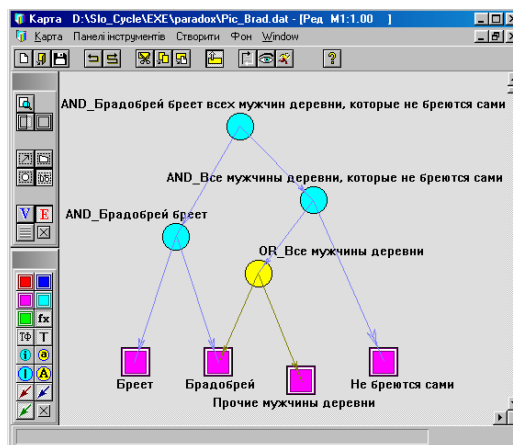 Карта D:\Slo_Cycle\EXE\paradox\Pic_Brad.dat - [Ред М1:1.00 ]
Карта Панелі інструментів Створити Фон Window
AND_Брадобрей бреет всех мужчин деревни, которые не бреются сами
AND_Все мужчины деревни, которые не бреются сами
AND_Брадобрей бреет
OR_Все мужчины деревни
V E
fx
TФ T
i a
I A
Бреет Брадобрей Не бреются сами
Прочие мужчины деревни